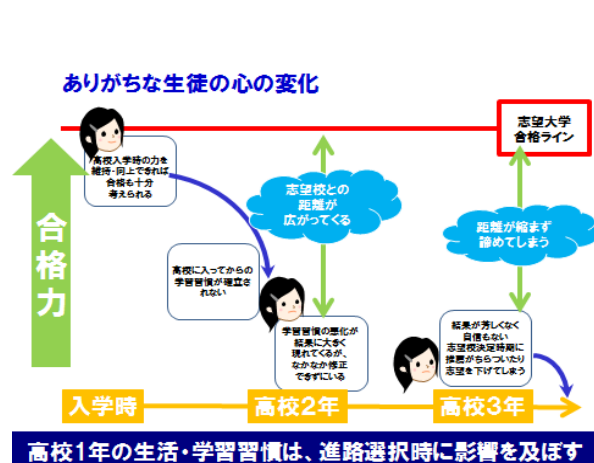 ありがちな生徒の心の変化
志望大学
合格ライン
高校入学時の力を
維持・向上できれば
合格も十分
考えられる
志望校との
距離が
広がってくる
距離が縮まず
諦めてしまう
合格力
高校に入ってからの
学習習慣が確立さ
れない
学習習慣の悪化が
結果に大きく
現れてくるが、
なかなか修正
できずにいる
結果が芳しくなく
自信もない
志望校決定時期に
推薦がちらついたり
志望を下げてしまう
入学時
高校2年
高校3年
高校1年の生活・学習習慣は、進路選択時に影響を及ぼす